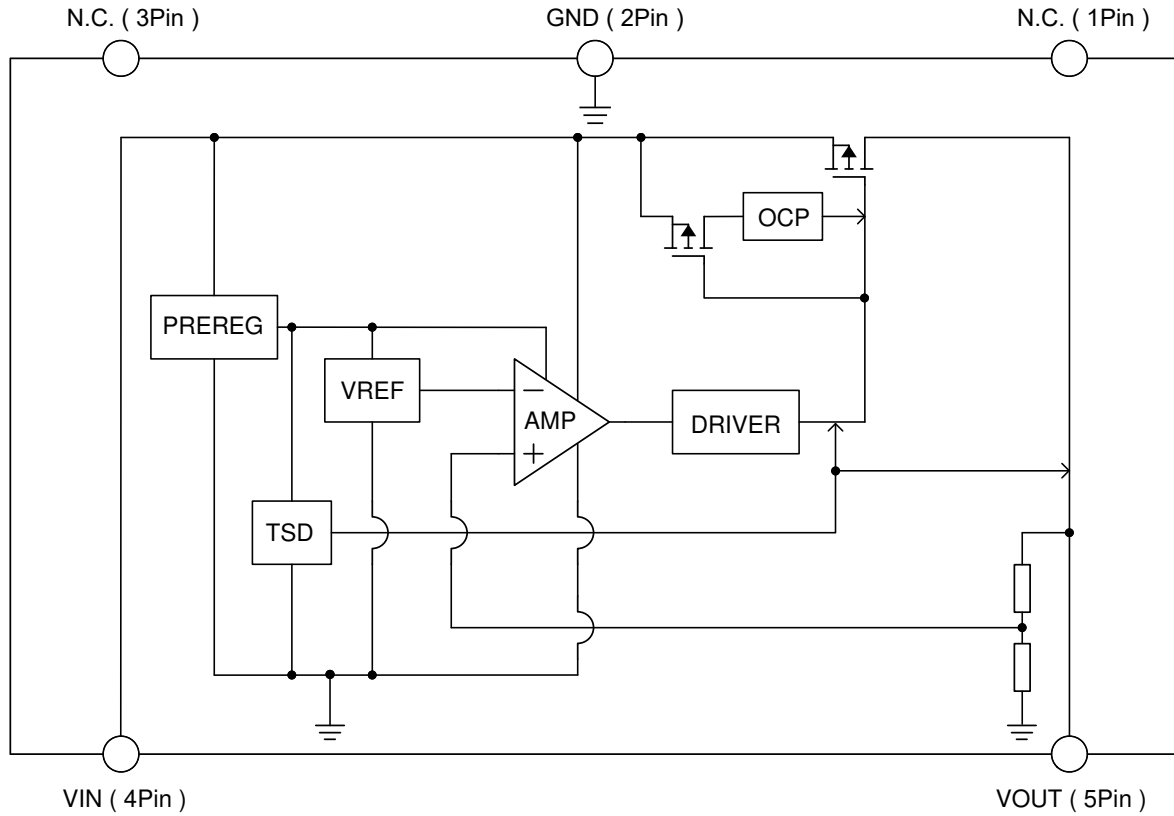 N.C. ( 3Pin )
GND ( 2Pin )
N.C. ( 1Pin )
OCP
PREREG
VREF
−
AMP
+
DRIVER
TSD
VIN ( 4Pin )
VOUT ( 5Pin )